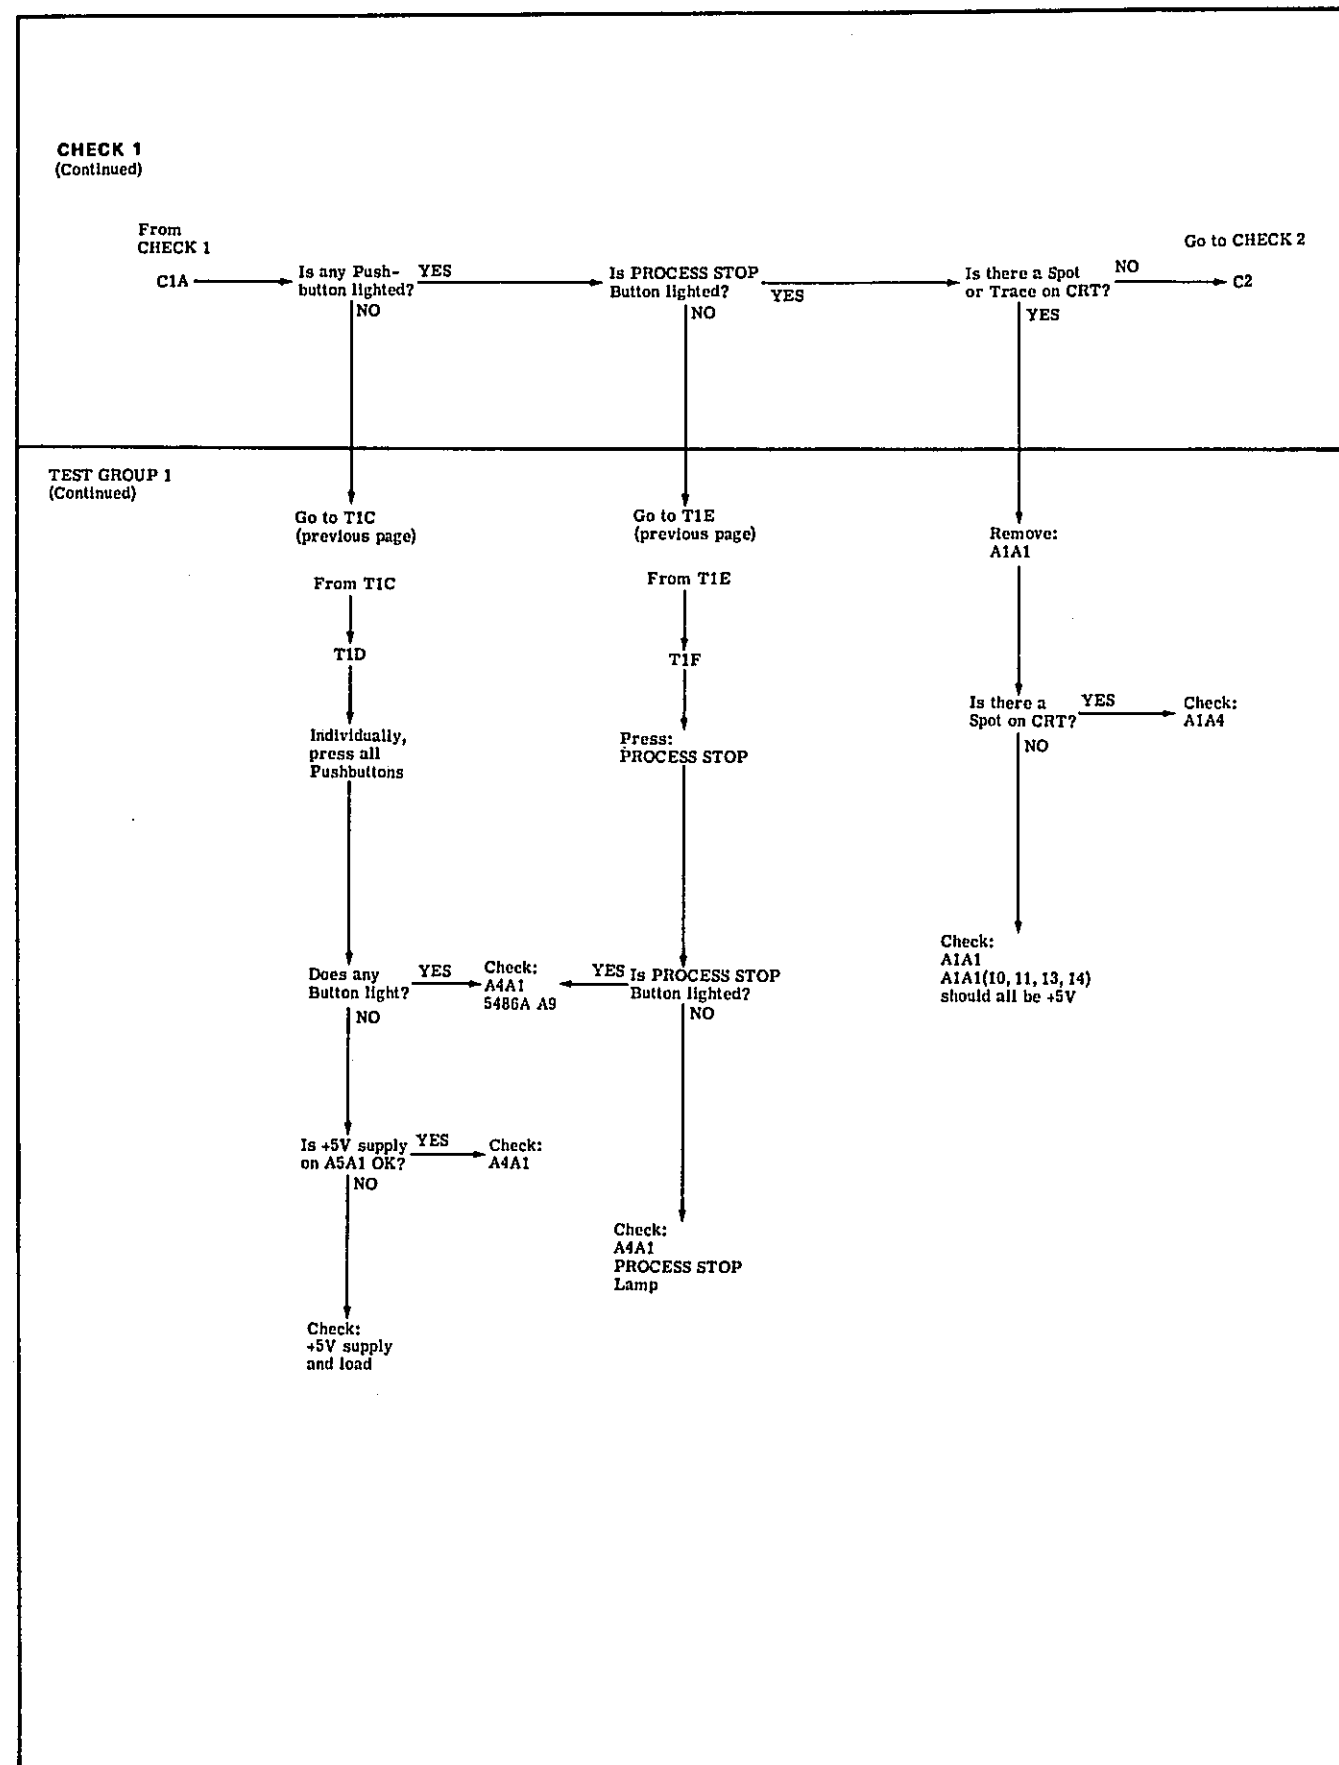 CHECK 1
(Continued)
From
CHECK 1
C1A
Is any Push-
button lighted?
YES
NO
Is PROCESS STOP
Button lighted?
YES
NO
Is there a Spot
or Trace on CRT?
NO
YES
Go to CHECK 2
C2
TEST GROUP 1
(Continued)
Go to T1C
(previous page)
From T1C
T1D
Individually,
press all
Pushbuttons
Does any
Button light?
YES
NO
Check:
A4A1
5486A A9
Is +5V supply
on A5A1 OK?
YES
NO
Check:
A4A1
Check:
+5V supply
and load
Go to T1E
(previous page)
From T1E
T1F
Press:
PROCESS STOP
YES
Is PROCESS STOP
Button lighted?
NO
Check:
A4A1
PROCESS STOP
Lamp
Remove:
A1A1
Is there a
Spot on CRT?
YES
NO
Check:
A1A4
Check:
A1A1
A1A1(10, 11, 13, 14)
should all be +5V